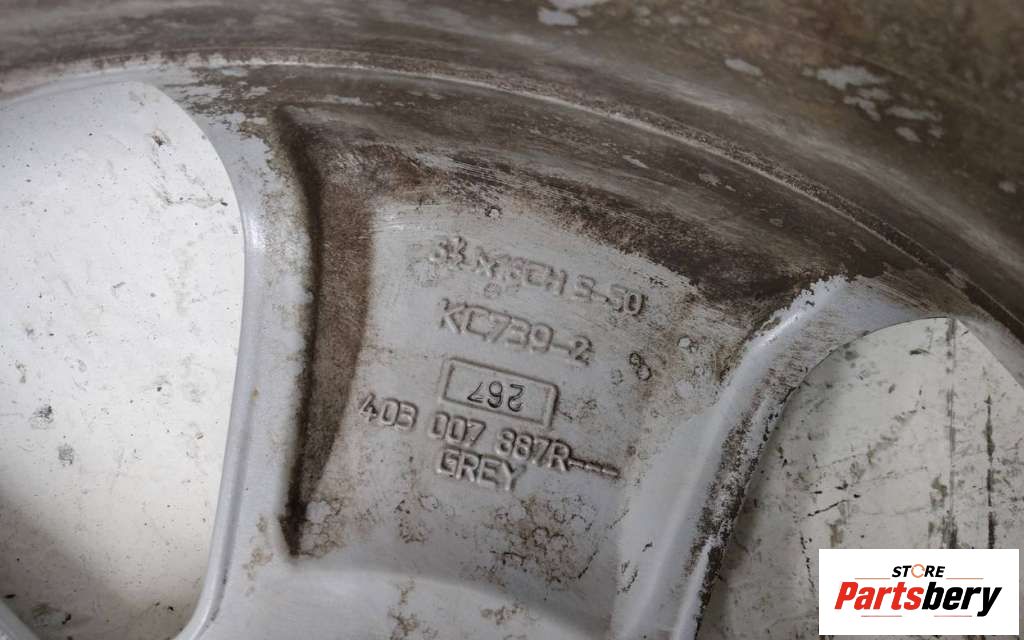 KC739-2
267
403 007 887R---
GREY
STORE
Partsbery